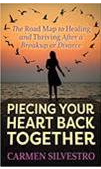 The Road Map to Healing
and Thriving After a
Breakup or Divorce
PIECING YOUR
HEART BACK
TOGETHER
CARMEN SILVESTRO